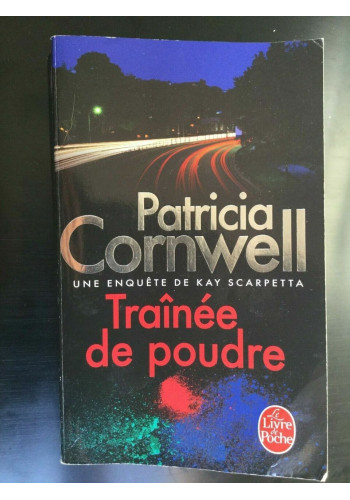 Patricia
Cornwell
UNE ENQUÊTE DE KAY SCARPETTA
Traînée
de poudre
Le
Livre
de
Poche